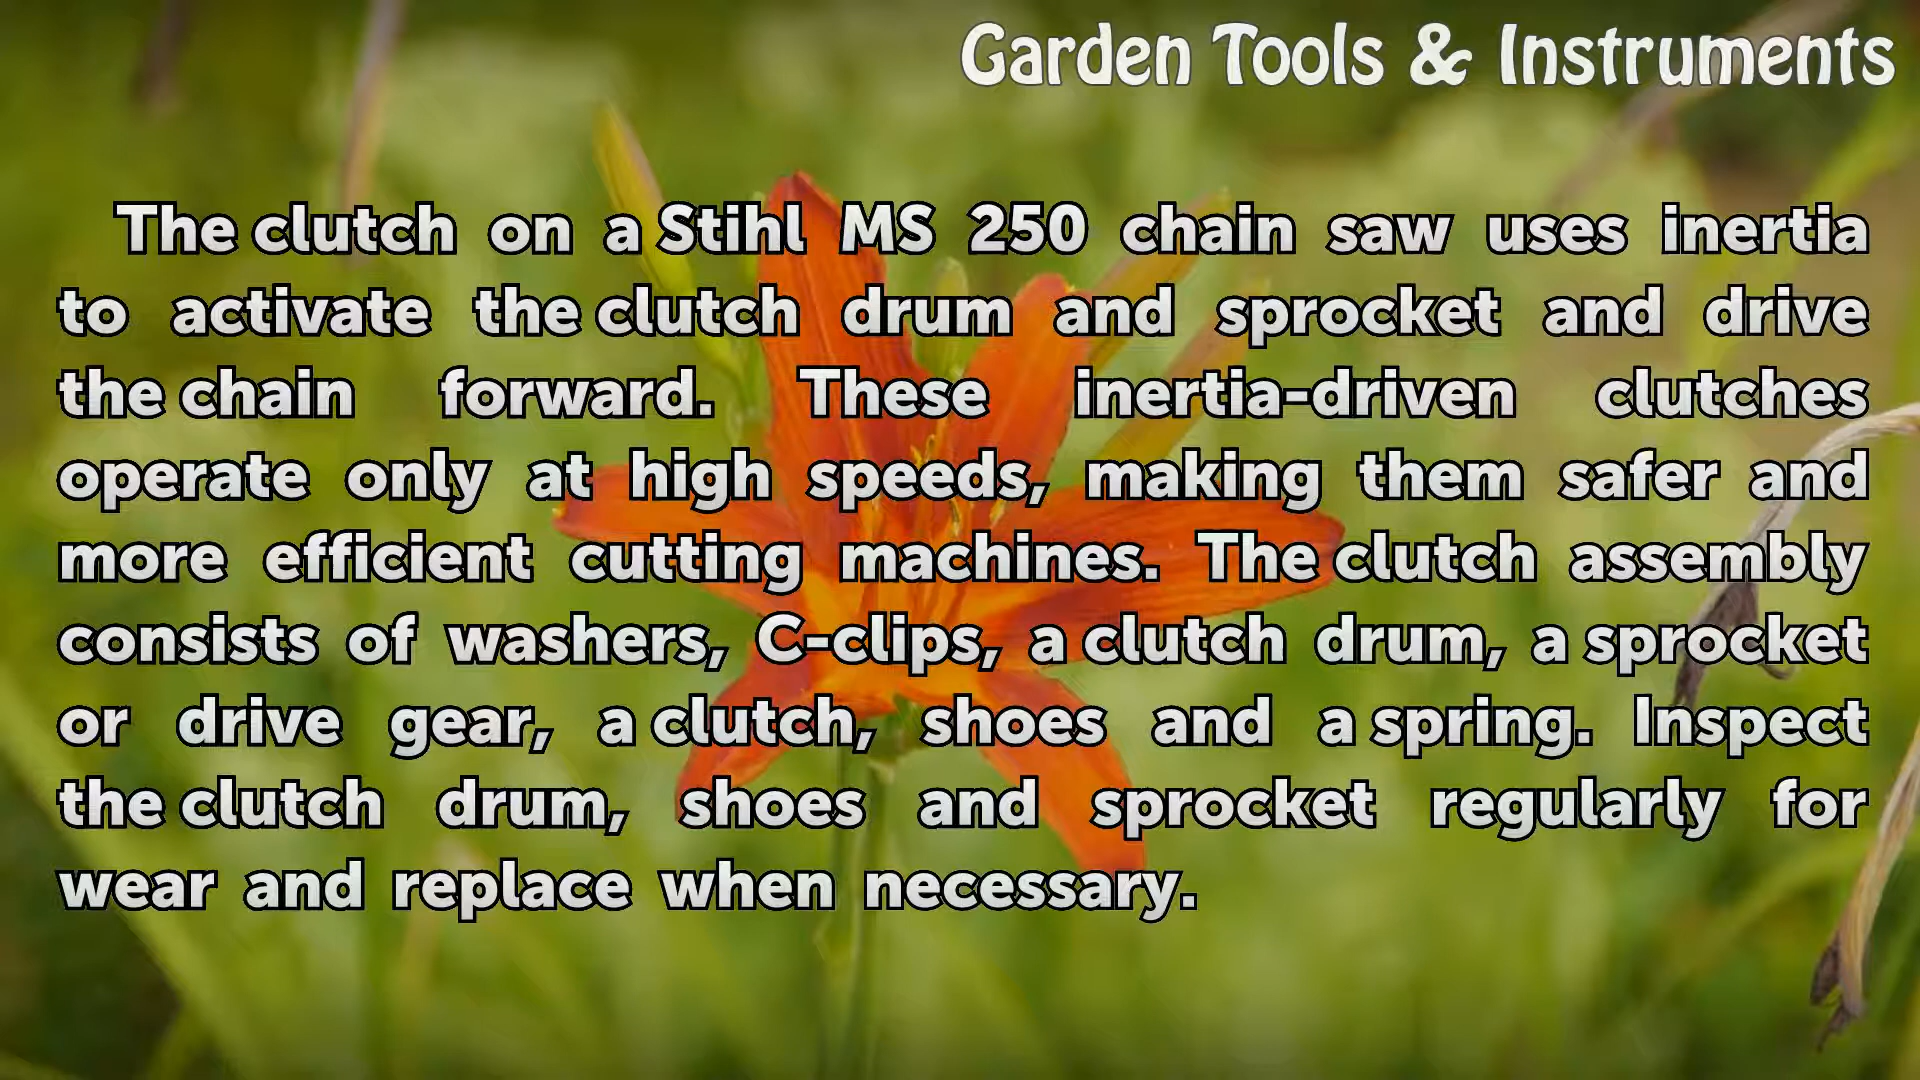 Garden Tools & Instruments
The clutch on a Stihl MS 250 chain saw uses inertia
to activate the clutch drum and sprocket and drive
the chain forward. These inertia-driven clutches
operate only at high speeds, making them safer and
more efficient cutting machines. The clutch assembly
consists of washers, C-clips, a clutch drum, a sprocket
or drive gear, a clutch, shoes and a spring. Inspect
the clutch drum, shoes and sprocket regularly for
wear and replace when necessary.